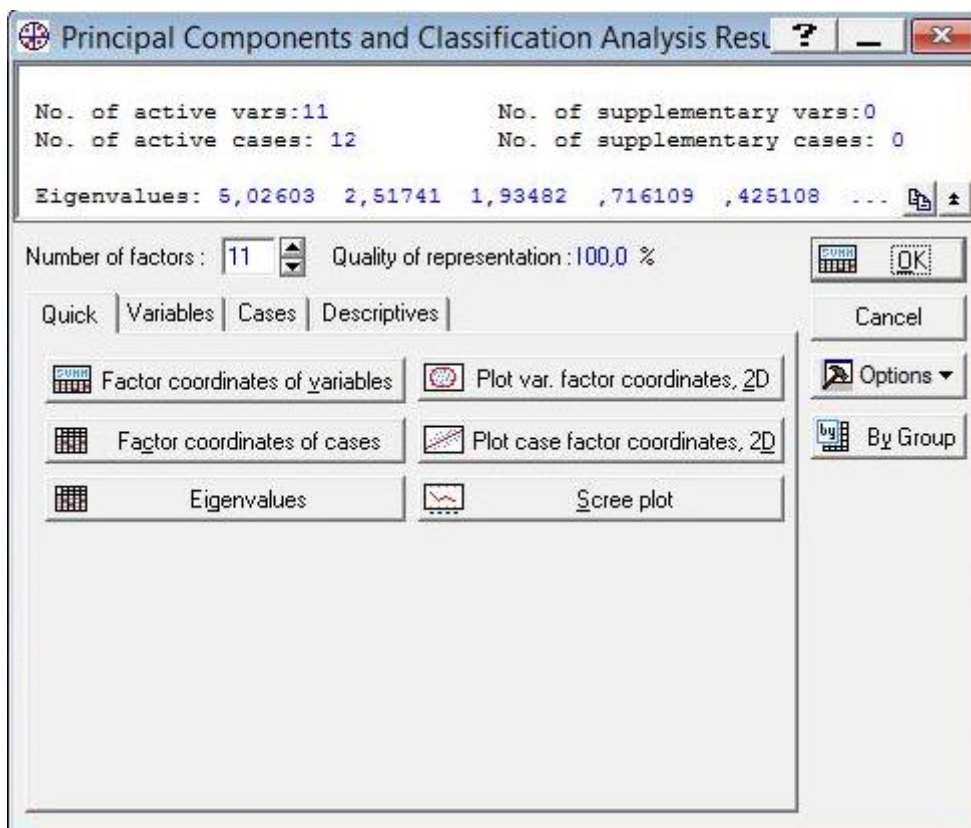 Principal Components and Classification Analysis Resu
No. of active vars:11 No. of supplementary vars:0
No. of active cases: 12 No. of supplementary cases: 0
Eigenvalues: 5,02603 2,51741 1,93482 ,716109 ,425108 ...
Number of factors : 11 Quality of representation :100,0 %
OK
Quick Variables Cases Descriptives
Cancel
Factor coordinates of variables Plot var. factor coordinates, 2D
Options
Factor coordinates of cases Plot case factor coordinates, 2D
By Group
Eigenvalues Scree plot